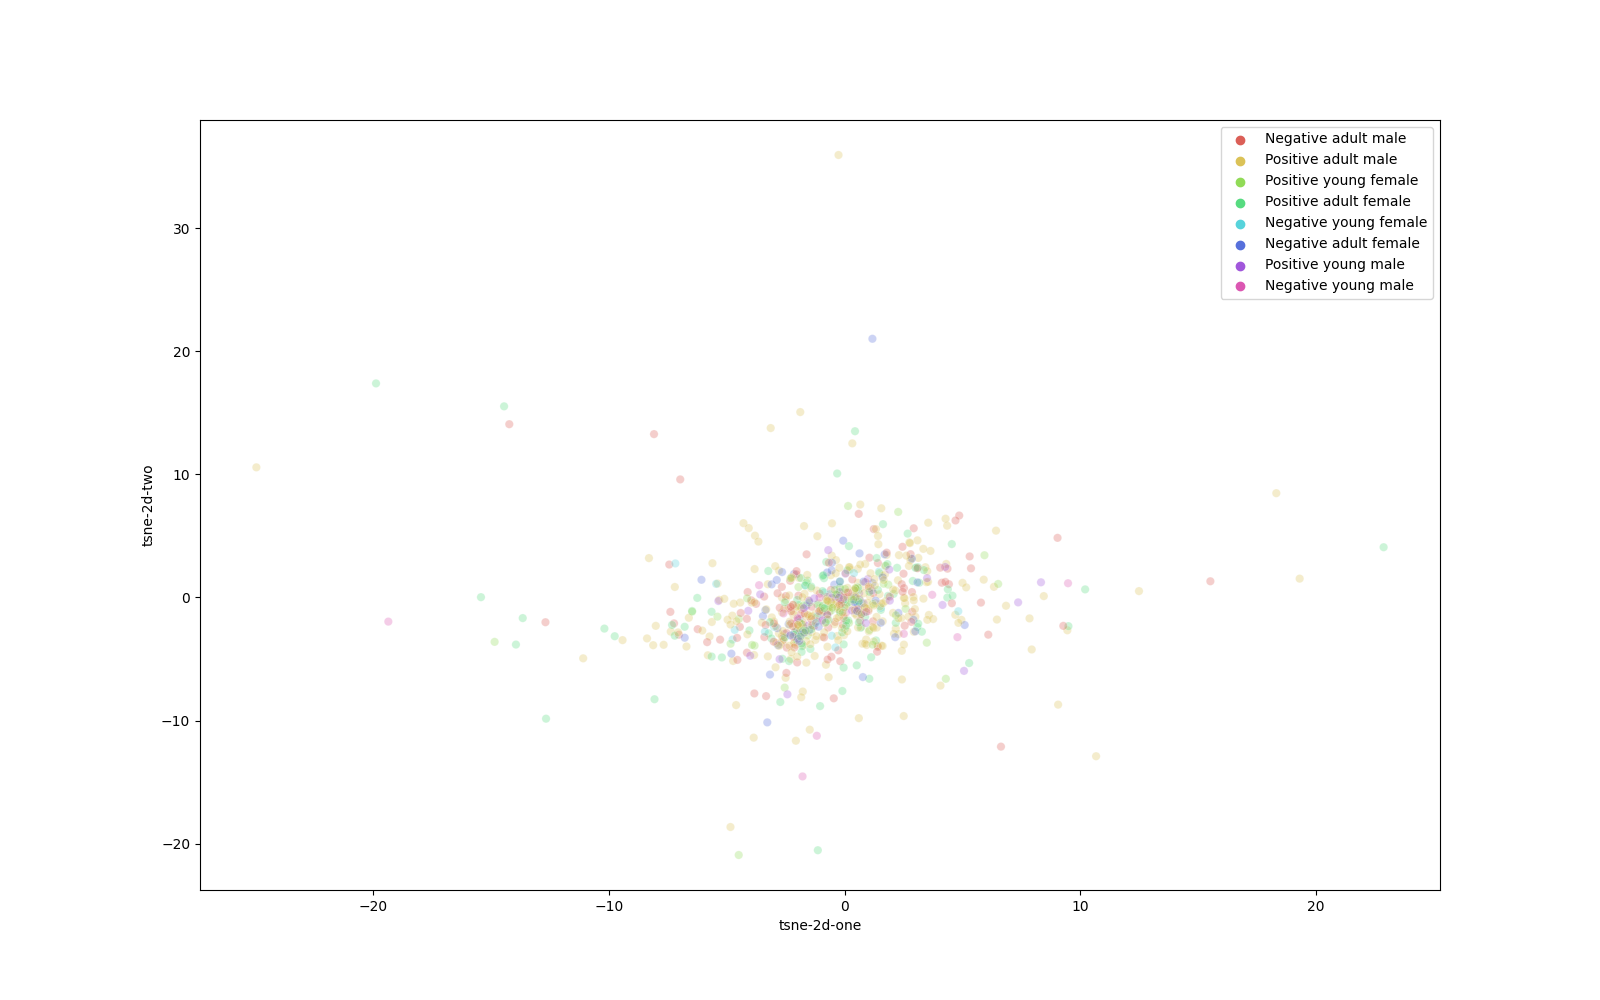 Negative adult male
Positive adult male
Positive young female
Positive adult female
Negative young female
Negative adult female
Positive young male
Negative young male
30
20
10
0
−10
−20
tsne-2d-two
−20 −10 0 10 20
tsne-2d-one